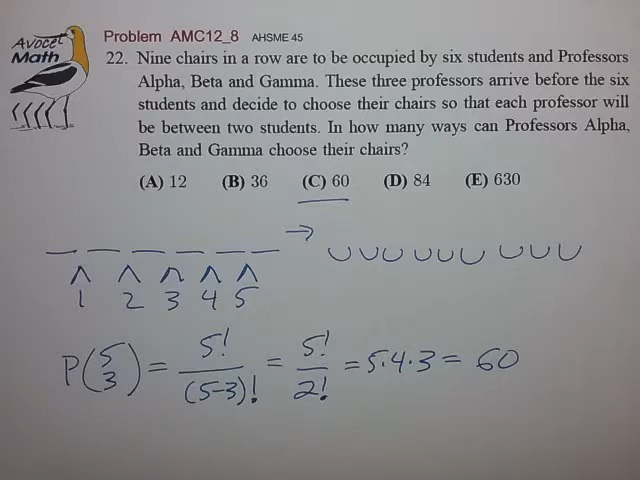 Avocet
Math
Problem AMC12_8 AHSME 45
22. Nine chairs in a row are to be occupied by six students and Professors
Alpha, Beta and Gamma. These three professors arrive before the six
students and decide to choose their chairs so that each professor will
be between two students. In how many ways can Professors Alpha,
Beta and Gamma choose their chairs?
(A) 12 (B) 36 (C) 60 (D) 84 (E) 630
1 2 3 4 5
P(5 3) = 5!/(5-3)! = 5!/2! = 5·4·3 = 60